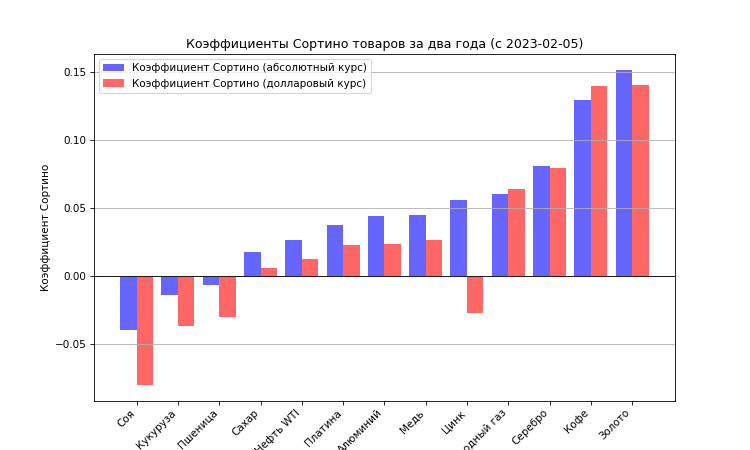 Коэффициенты Сортино товаров за два года (с 2023-02-05)
Коэффициент Сортино (абсолютный курс)
Коэффициент Сортино (долларовый курс)
Коэффициент Сортино
0.15
0.10
0.05
0.00
−0.05
Соя
Кукуруза
Пшеница
Сахар
Нефть WTI
Платина
Алюминий
Медь
Цинк
газ
Серебро
Кофе
Золото